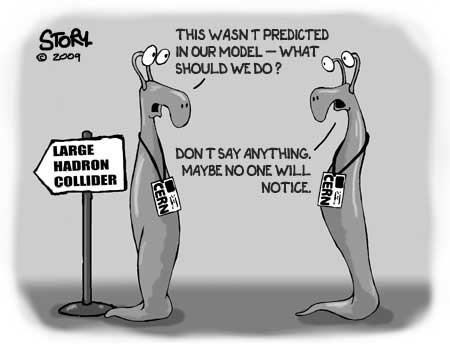 STORY
© 2009
THIS WASN T PREDICTED
IN OUR MODEL – WHAT
SHOULD WE DO ?
DON T SAY ANYTHING.
MAYBE NO ONE WILL
NOTICE.
LARGE
HADRON
COLLIDER
CERN
CERN